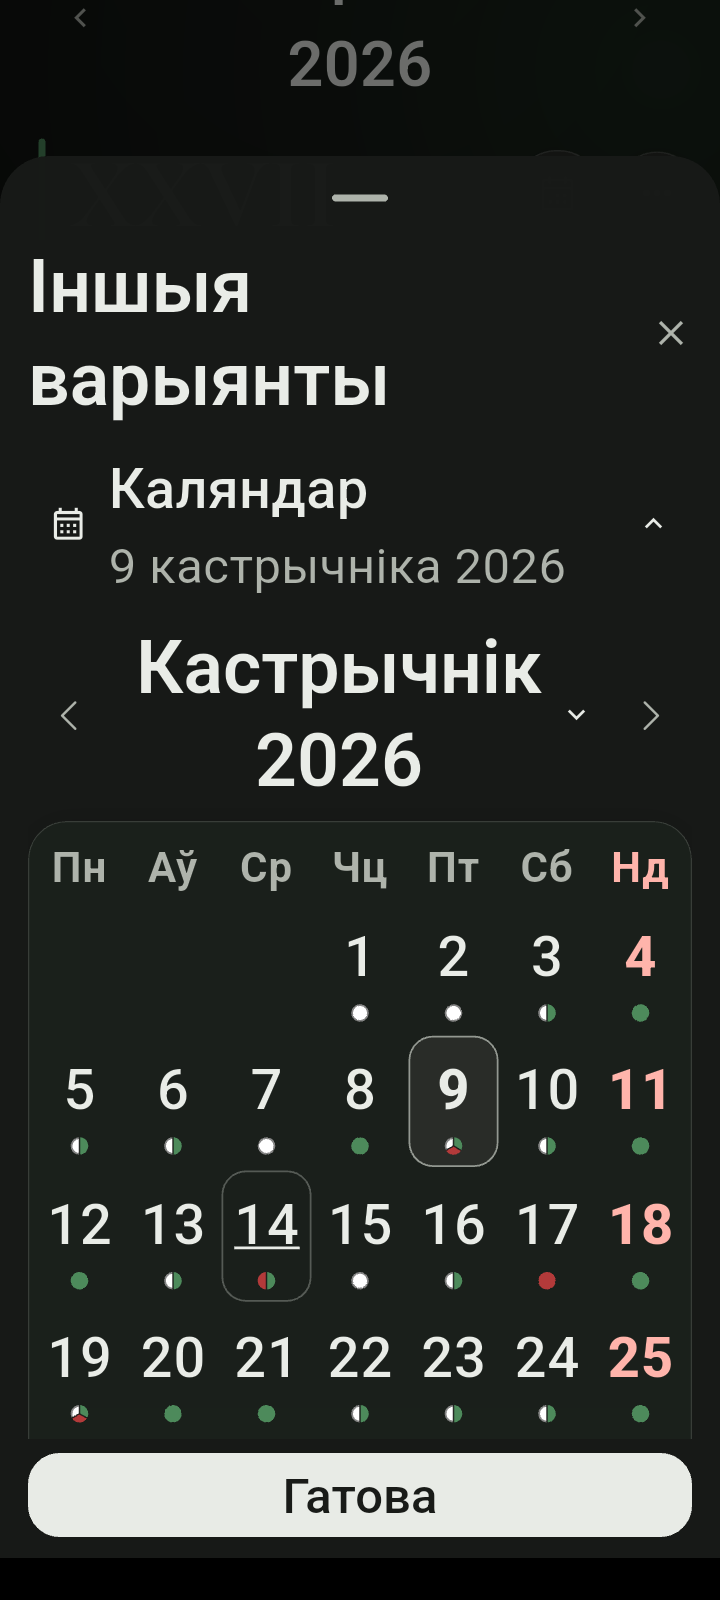 2026
XXVII
Іншыя
варыянты
Каляндар
9 кастрычніка 2026
Кастрычнік
2026
Пн Аў Ср Чц Пт Сб Нд
1 2 3 4
5 6 7 8 9 10 11
12 13 14 15 16 17 18
19 20 21 22 23 24 25
Гатова